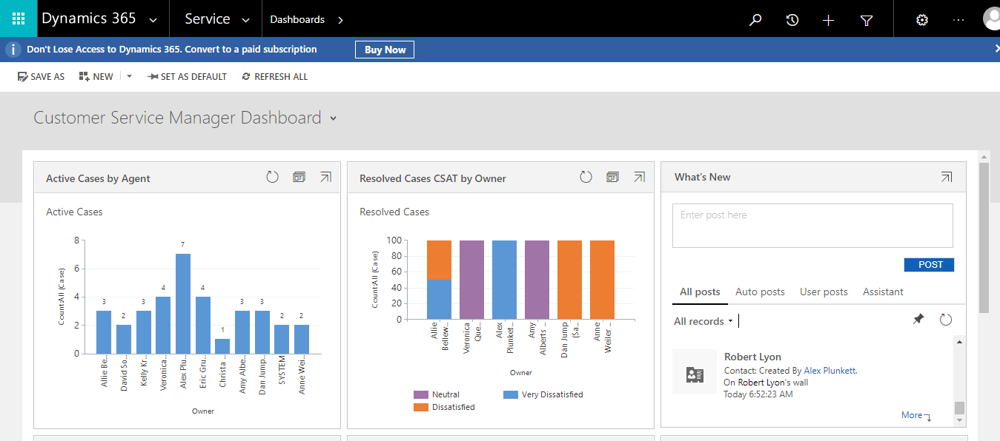 Dynamics 365 Service Dashboards
Don't Lose Access to Dynamics 365. Convert to a paid subscription Buy Now
SAVE AS NEW SET AS DEFAULT REFRESH ALL
Customer Service Manager Dashboard
Active Cases by Agent
Active Cases
Count:All (Case)
8
6
4
2
0
3
2
3
4
7
4
1
3
3
2
2
Allie Be...
David So...
Kelly Kr...
Veronica...
Alex Plu...
Eric Gru...
Christa ...
Amy Albe...
Dan Jump...
SYSTEM
Anne Wei...
Owner
Resolved Cases CSAT by Owner
Resolved Cases
Count:All (Case)
100
80
60
40
20
0
Allie
Bellew...
Veronica
Que...
Alex
Plunket...
Amy
Alberts ...
Dan Jump
(Sa...
Anne
Weiler ...
Owner
Neutral Very Dissatisfied
Dissatisfied
What's New
Enter post here
POST
All posts Auto posts User posts Assistant
All records
Robert Lyon
Contact: Created By Alex Plunkett.
On Robert Lyon's wall
Today 6:52:23 AM
More